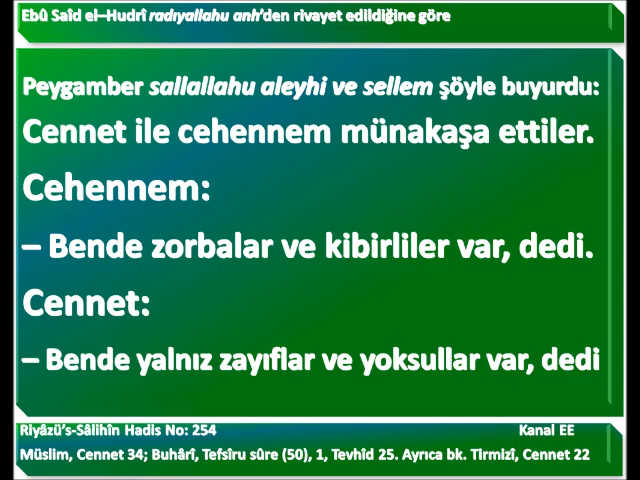 Ebû Saîd el–Hudrî radıyallahu anh'den rivayet edildiğine göre
Peygamber sallallahu aleyhi ve sellem şöyle buyurdu:
Cennet ile cehennem münakaşa ettiler.
Cehennem:
– Bende zorbalar ve kibirliler var, dedi.
Cennet:
– Bende yalnız zayıflar ve yoksullar var, dedi
Riyâzü's-Sâlihîn Hadis No: 254 Kanal EE
Müslim, Cennet 34; Buhârî, Tefsîru sûre (50), 1, Tevhîd 25. Ayrıca bk. Tirmizî, Cennet 22